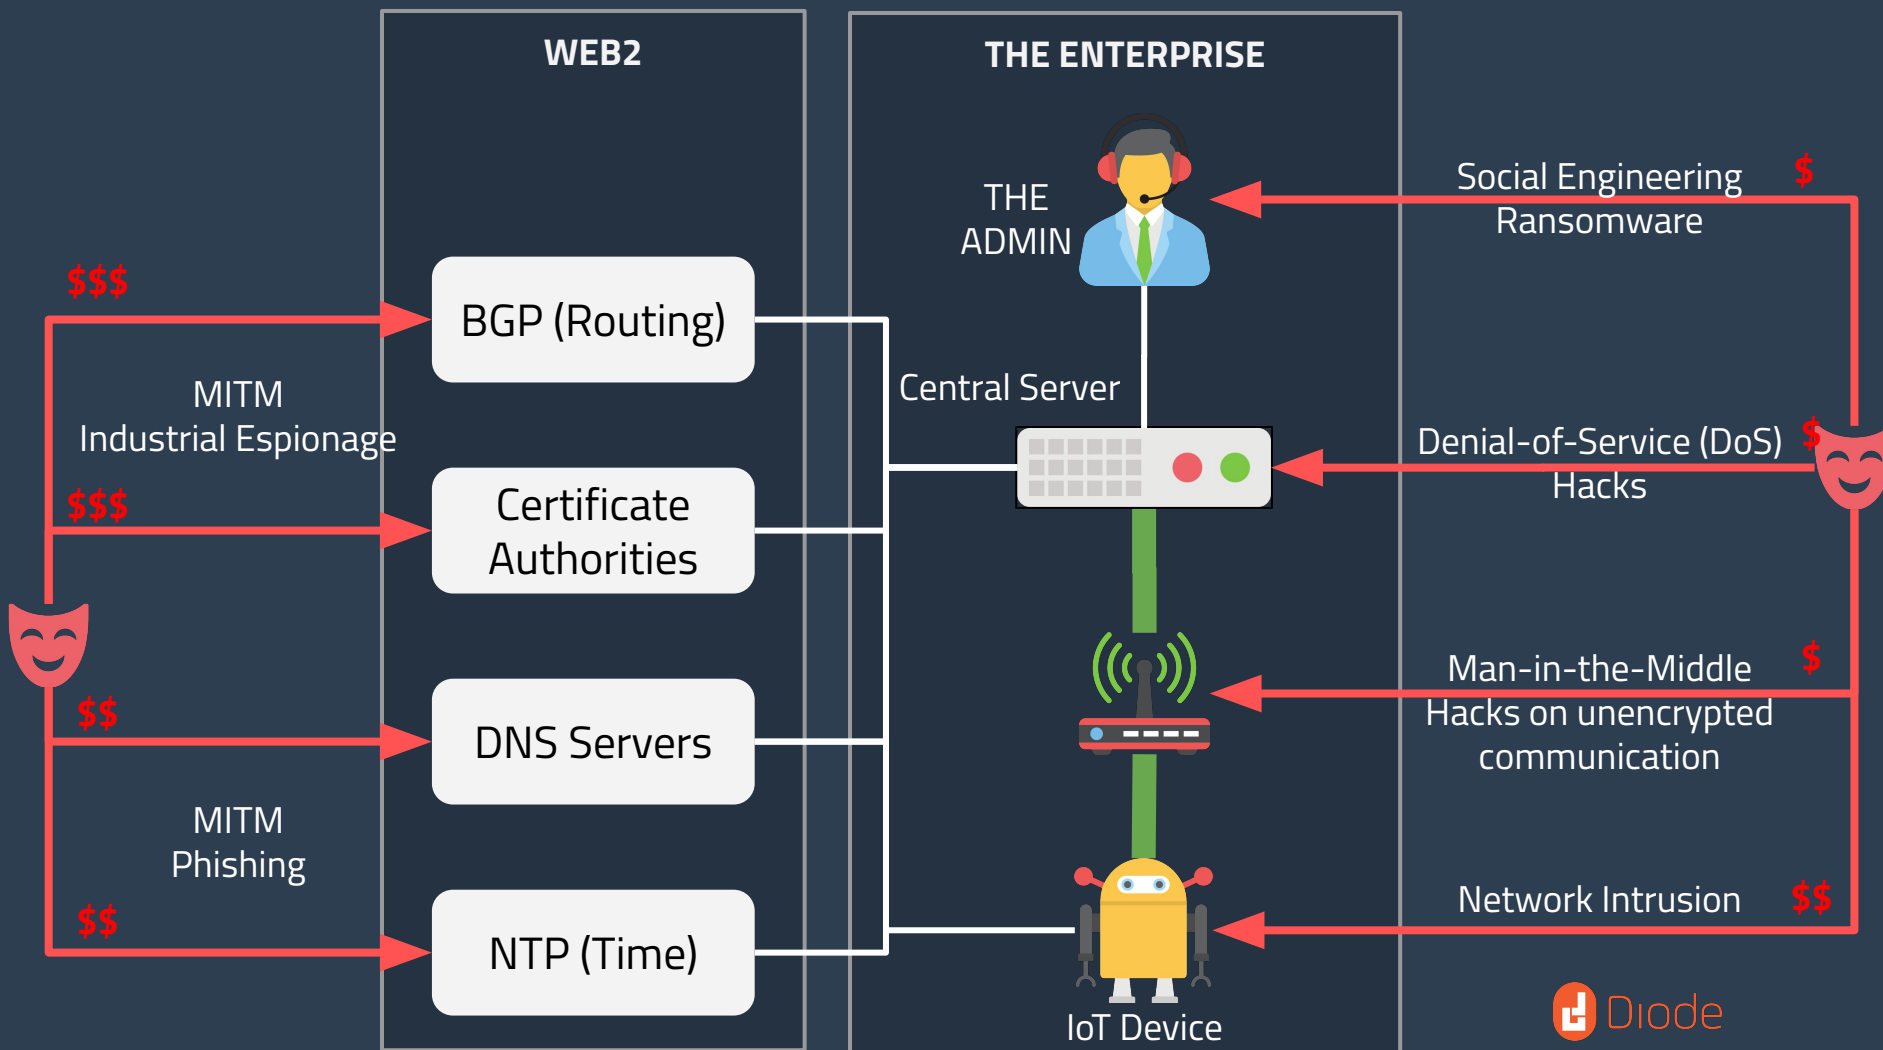 WEB2
THE ENTERPRISE
THE
ADMIN
Social Engineering
Ransomware
$
$$$
BGP (Routing)
MITM
Industrial Espionage
Central Server
Denial-of-Service (DoS)
Hacks
$
$$$
Certificate
Authorities
$$
DNS Servers
Man-in-the-Middle
Hacks on unencrypted
communication
$
MITM
Phishing
$$
NTP (Time)
Network Intrusion
$$
IoT Device
Diode